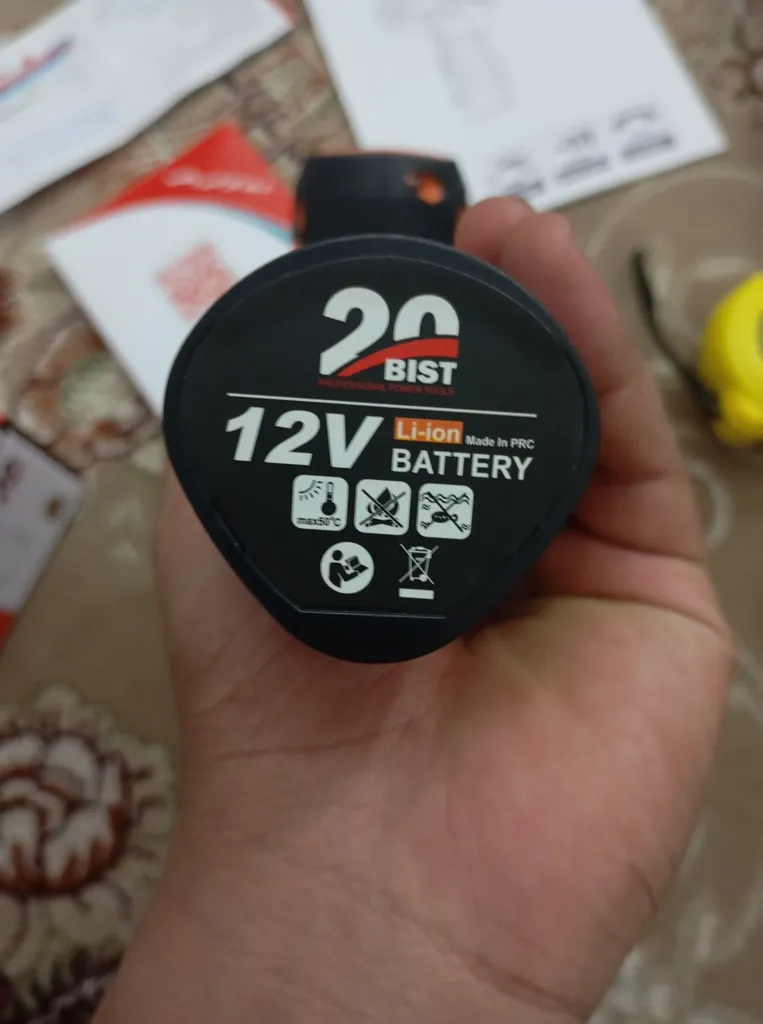 20
BIST
PROFESSIONAL POWER TOOLS
12V Li-ion Made In PRC
BATTERY
max50°C